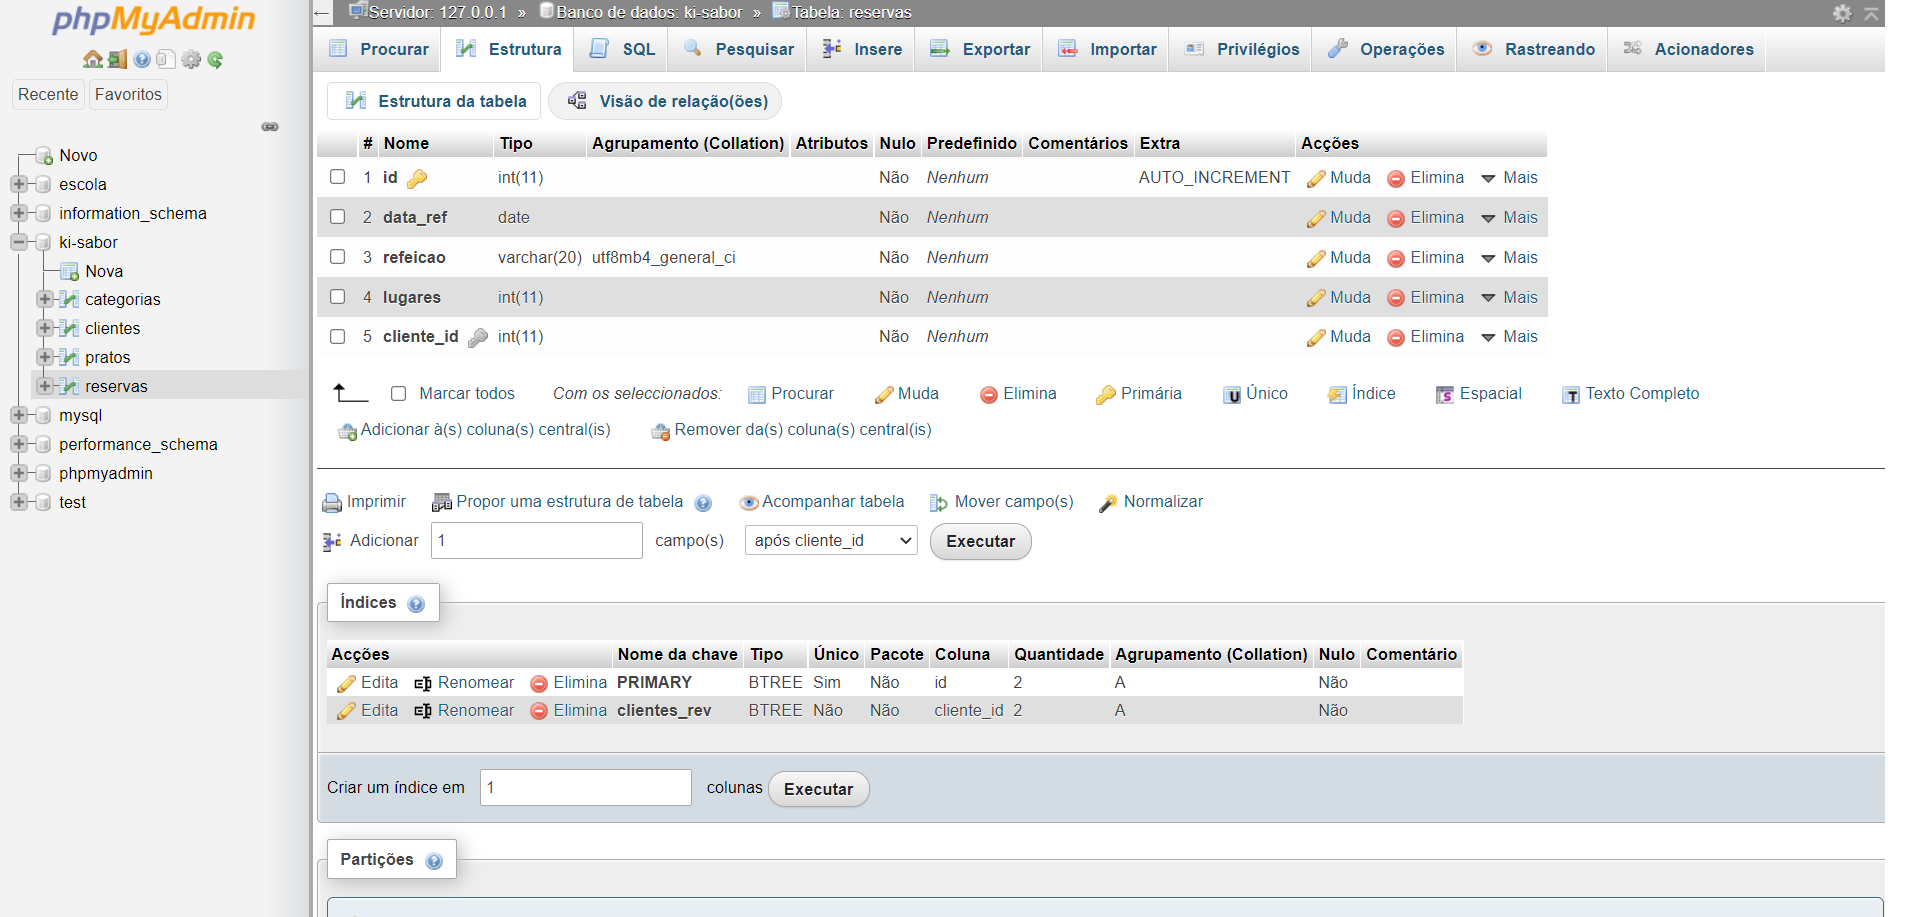 phpMyAdmin
Recente Favoritos
Novo
escola
information_schema
ki-sabor
Nova
categorias
clientes
pratos
reservas
mysql
performance_schema
phpmyadmin
test
Servidor: 127.0.0.1 » Banco de dados: ki-sabor » Tabela: reservas
Procurar Estrutura SQL Pesquisar Insere Exportar Importar Privilégios Operações Rastreando Acionadores
Estrutura da tabela Visão de relação(ões)
# Nome Tipo Agrupamento (Collation) Atributos Nulo Predefinido Comentários Extra Acções
1 id int(11) Não Nenhum AUTO_INCREMENT Muda Elimina Mais
2 data_ref date Não Nenhum Muda Elimina Mais
3 refeicao varchar(20) utf8mb4_general_ci Não Nenhum Muda Elimina Mais
4 lugares int(11) Não Nenhum Muda Elimina Mais
5 cliente_id int(11) Não Nenhum Muda Elimina Mais
Marcar todos Com os seleccionados: Procurar Muda Elimina Primária Único Índice Espacial Texto Completo
Adicionar à(s) coluna(s) central(is) Remover da(s) coluna(s) central(is)
Imprimir Propor uma estrutura de tabela Acompanhar tabela Mover campo(s) Normalizar
Adicionar 1 campo(s) após cliente_id Executar
Índices
Acções Nome da chave Tipo Único Pacote Coluna Quantidade Agrupamento (Collation) Nulo Comentário
Edita Renomear Elimina PRIMARY BTREE Sim Não id 2 A Não
Edita Renomear Elimina clientes_rev BTREE Não Não cliente_id 2 A Não
Criar um índice em 1 colunas Executar
Partições